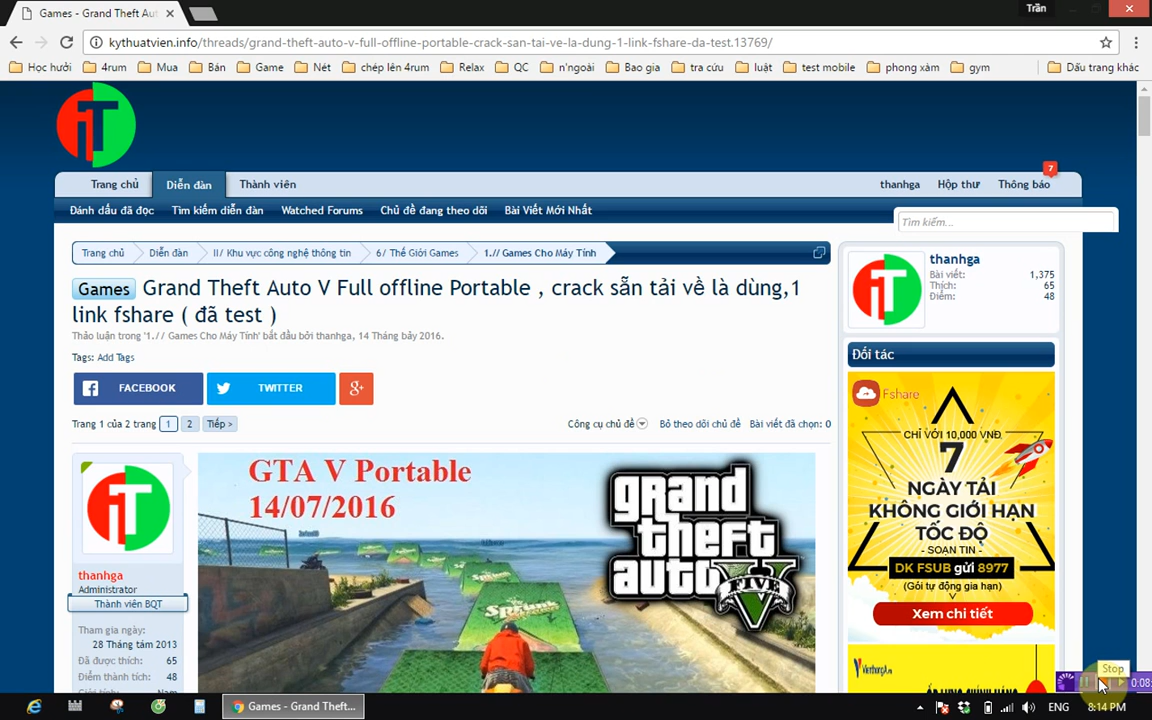 Games - Grand Theft Aut
Trần
kythuatvien.info/threads/grand-theft-auto-v-full-offline-portable-crack-san-tai-ve-la-dung-1-link-fshare-da-test.13769/
Học hưởi 4rum Mua Bán Game Nét chép lên 4rum Relax QC n'ngoài Bao gia tra cứu luật test mobile phong xàm gym Dấu trang khác
iT
7
Trang chủ Diễn đàn Thành viên thanhga Hộp thư Thông báo
Đánh dấu đã đọc Tìm kiếm diễn đàn Watched Forums Chủ đề đang theo dõi Bài Viết Mới Nhất
Tìm kiếm...
Trang chủ Diễn đàn II/ Khu vực công nghệ thông tin 6/ Thế Giới Games 1.// Games Cho Máy Tính
Games Grand Theft Auto V Full offline Portable , crack sẵn tải về là dùng,1
link fshare ( đã test )
Thảo luận trong '1.// Games Cho Máy Tính' bắt đầu bởi thanhga, 14 Tháng bảy 2016.
Tags: Add Tags
FACEBOOK TWITTER
Trang 1 của 2 trang 1 2 Tiếp > Công cụ chủ đề Bỏ theo dõi chủ đề Bài viết đã chọn: 0
iT
thanhga
Administrator
Thành viên BQT
Tham gia ngày:
28 Tháng tám 2013
Đã được thích: 65
Điểm thành tích: 48
Giới tính: Nam
GTA V Portable
14/07/2016
grand
theft
auto
FIVE
Sprunk
iT
thanhga
Bài viết: 1,375
Thích: 65
Điểm: 48
Đối tác
Fshare
CHỈ VỚI 10,000 VNĐ
7
NGÀY TẢI
KHÔNG GIỚI HẠN
TỐC ĐỘ
- SOẠN TIN -
DK FSUB gửi 8977
(Gói tự động gia hạn)
Xem chi tiết
Stop
0:08
Games - Grand Theft...
ENG
8:14 PM